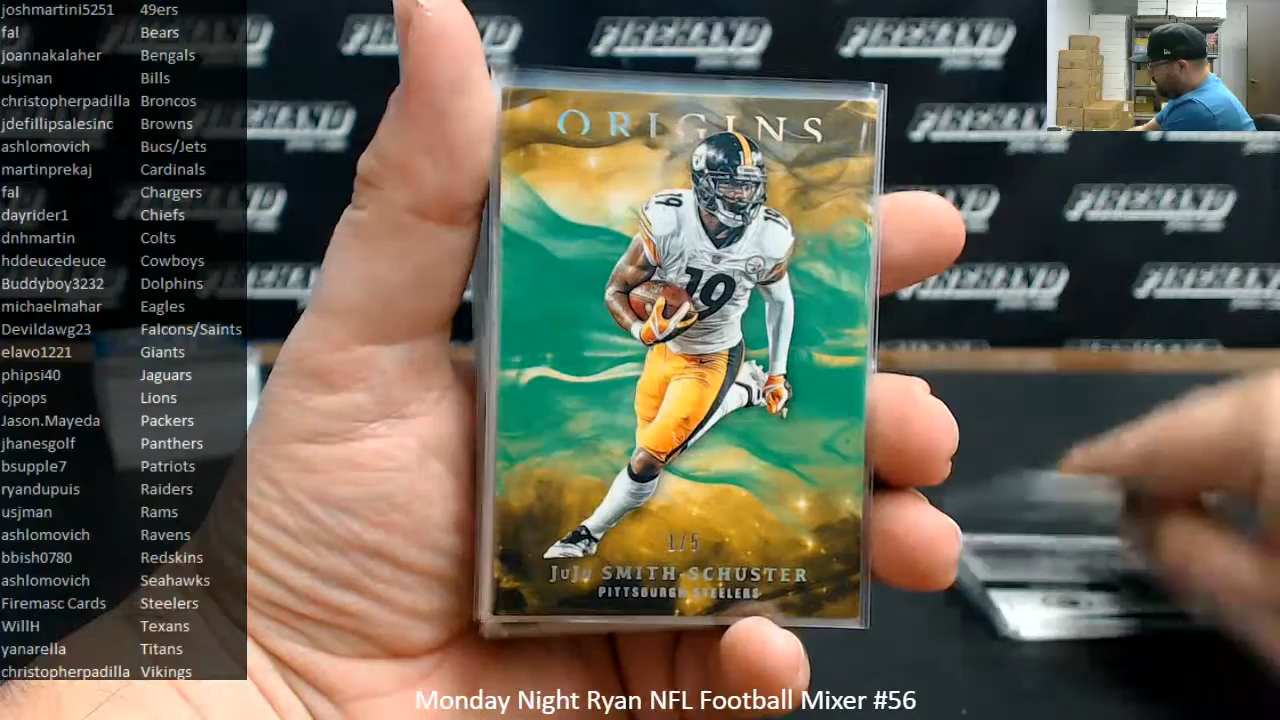 joshmartini5251 49ers
fal Bears
joannakalaher Bengals
usjman Bills
christopherpadilla Broncos
jdefillipsalesinc Browns
ashlomovich Bucs/Jets
martinprekaj Cardinals
fal Chargers
dayrider1 Chiefs
dnhmartin Colts
hddeucedeuce Cowboys
Buddyboy3232 Dolphins
michaelmahar Eagles
Devildawg23 Falcons/Saints
elavo1221 Giants
phipsi40 Jaguars
cjpops Lions
Jason.Mayeda Packers
jhanesgolf Panthers
bsupple7 Patriots
ryandupuis Raiders
usjman Rams
ashlomovich Ravens
bbish0780 Redskins
ashlomovich Seahawks
Firemasc Cards Steelers
WillH Texans
yanarella Titans
christopherpadilla Vikings
FIREHAND FIREHAND FIREHAND
ORIGINS
19
19
1/5
JuJu SMITH-SCHUSTER
PITTSBURGH STEELERS
Monday Night Ryan NFL Football Mixer #56